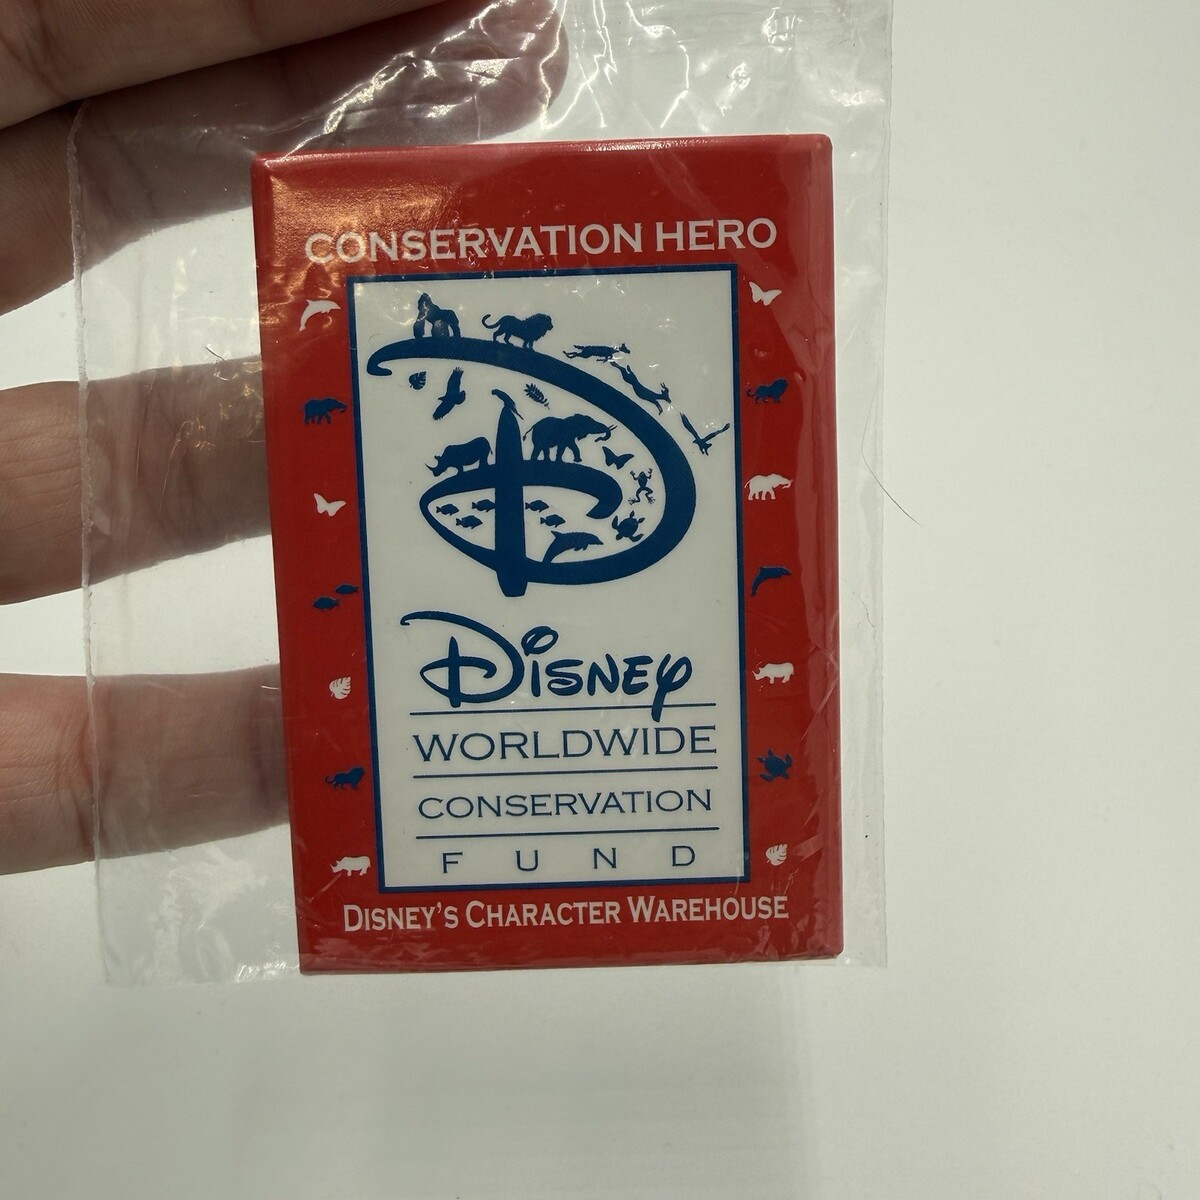 CONSERVATION HERO
DISNEY
WORLDWIDE
CONSERVATION
FUND
DISNEY'S CHARACTER WAREHOUSE